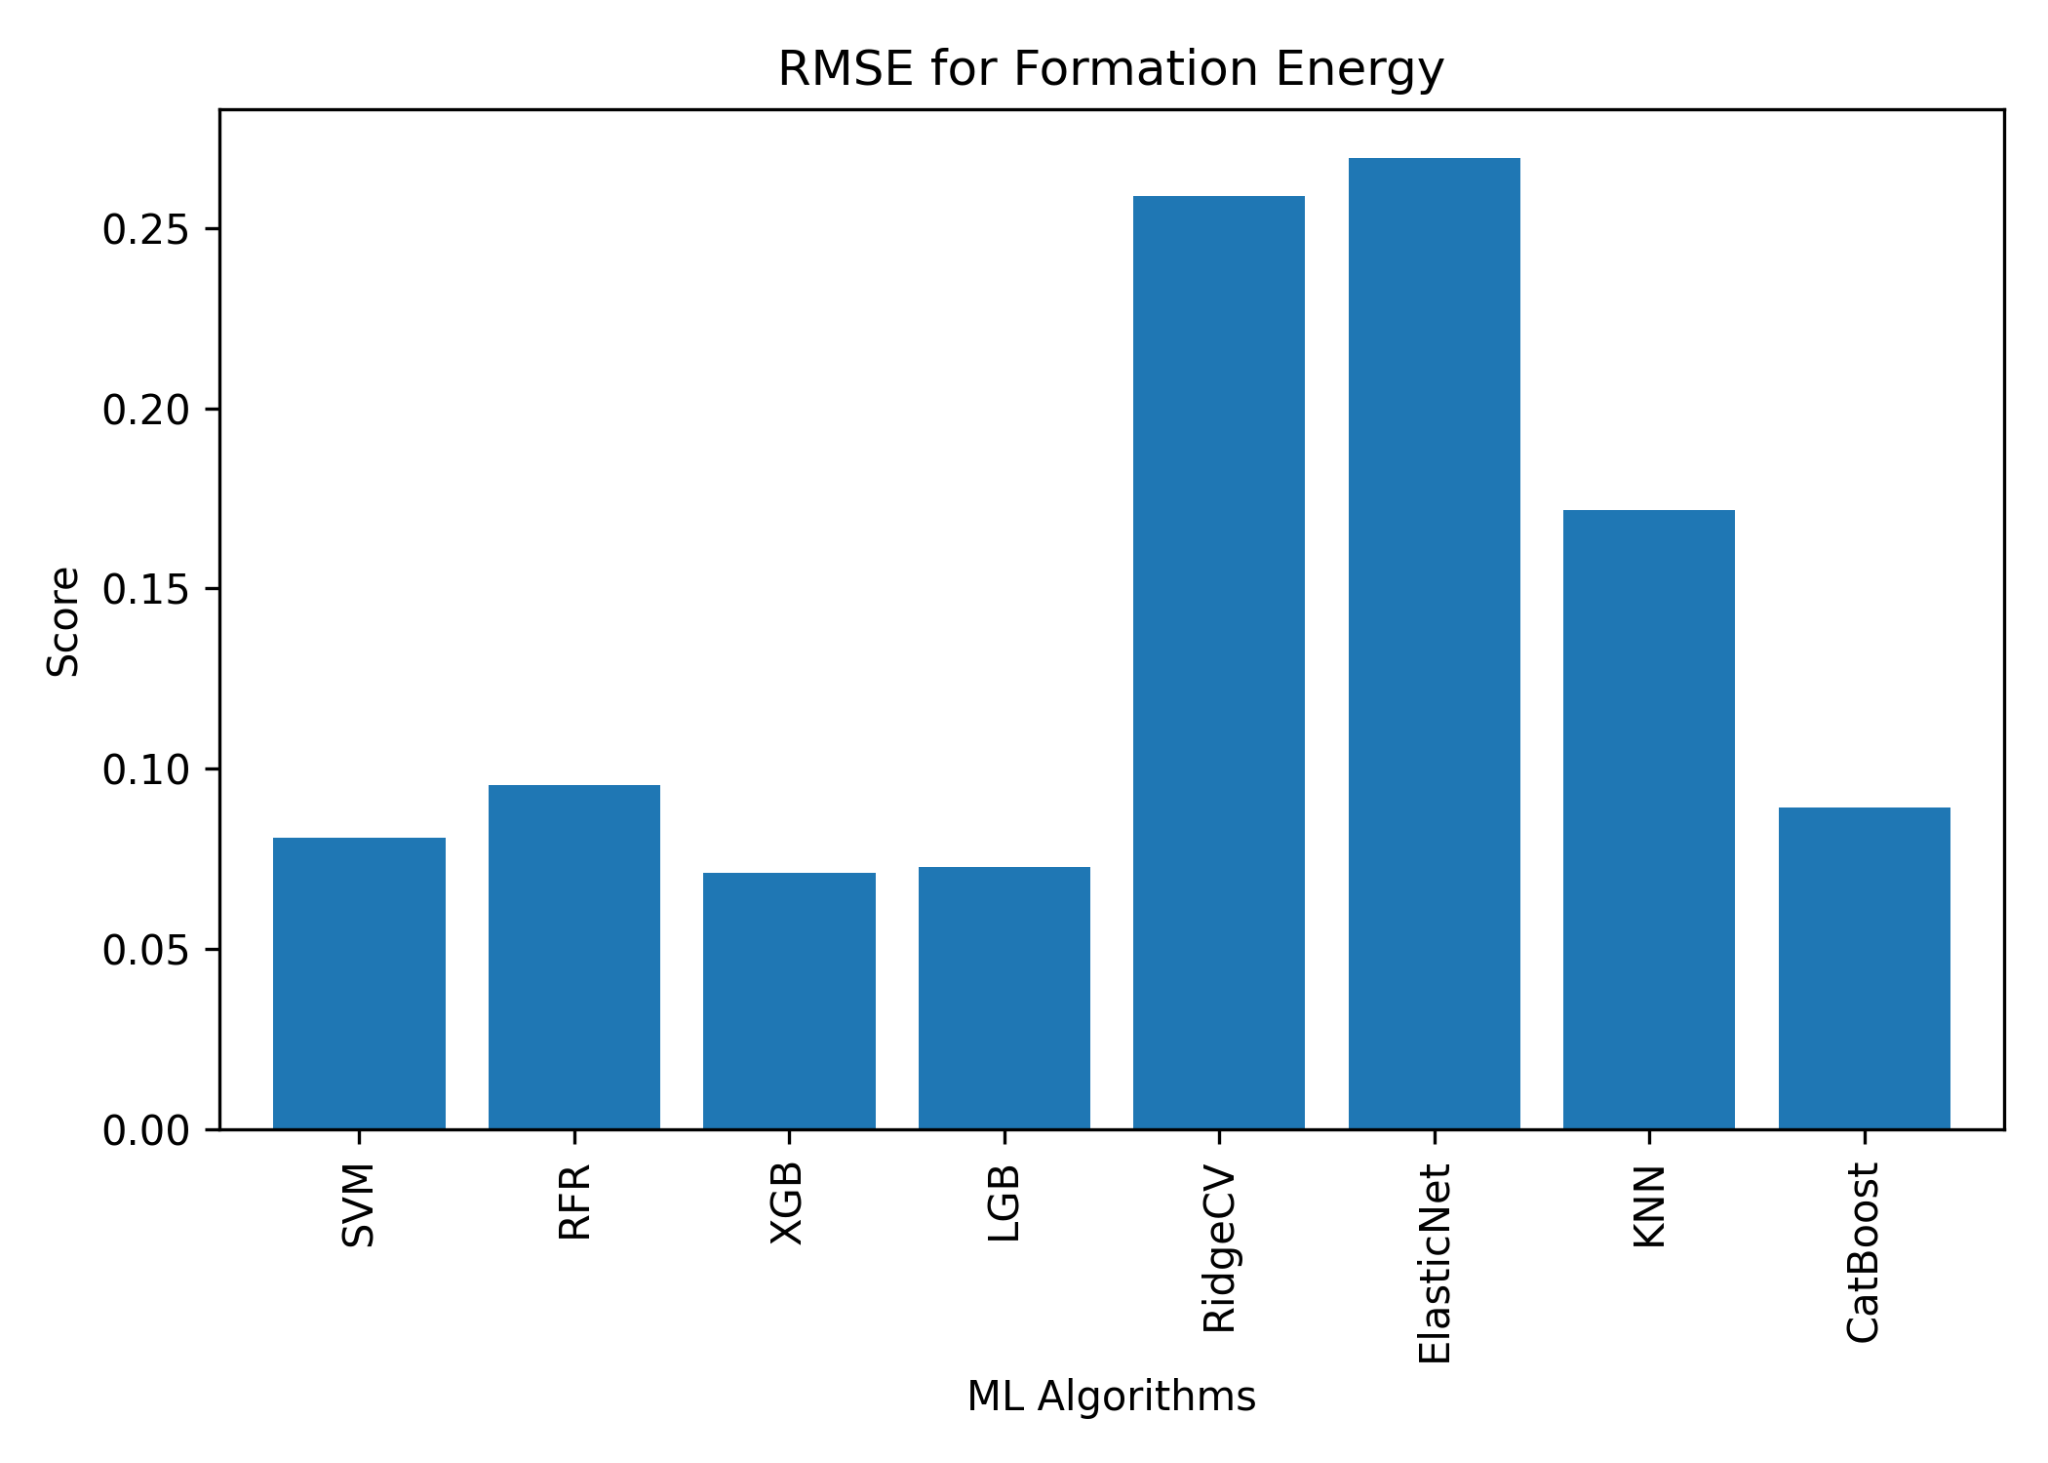 RMSE for Formation Energy
0.25
0.20
0.15
0.10
0.05
0.00
Score
SVM
RFR
XGB
LGB
RidgeCV
ElasticNet
KNN
CatBoost
ML Algorithms